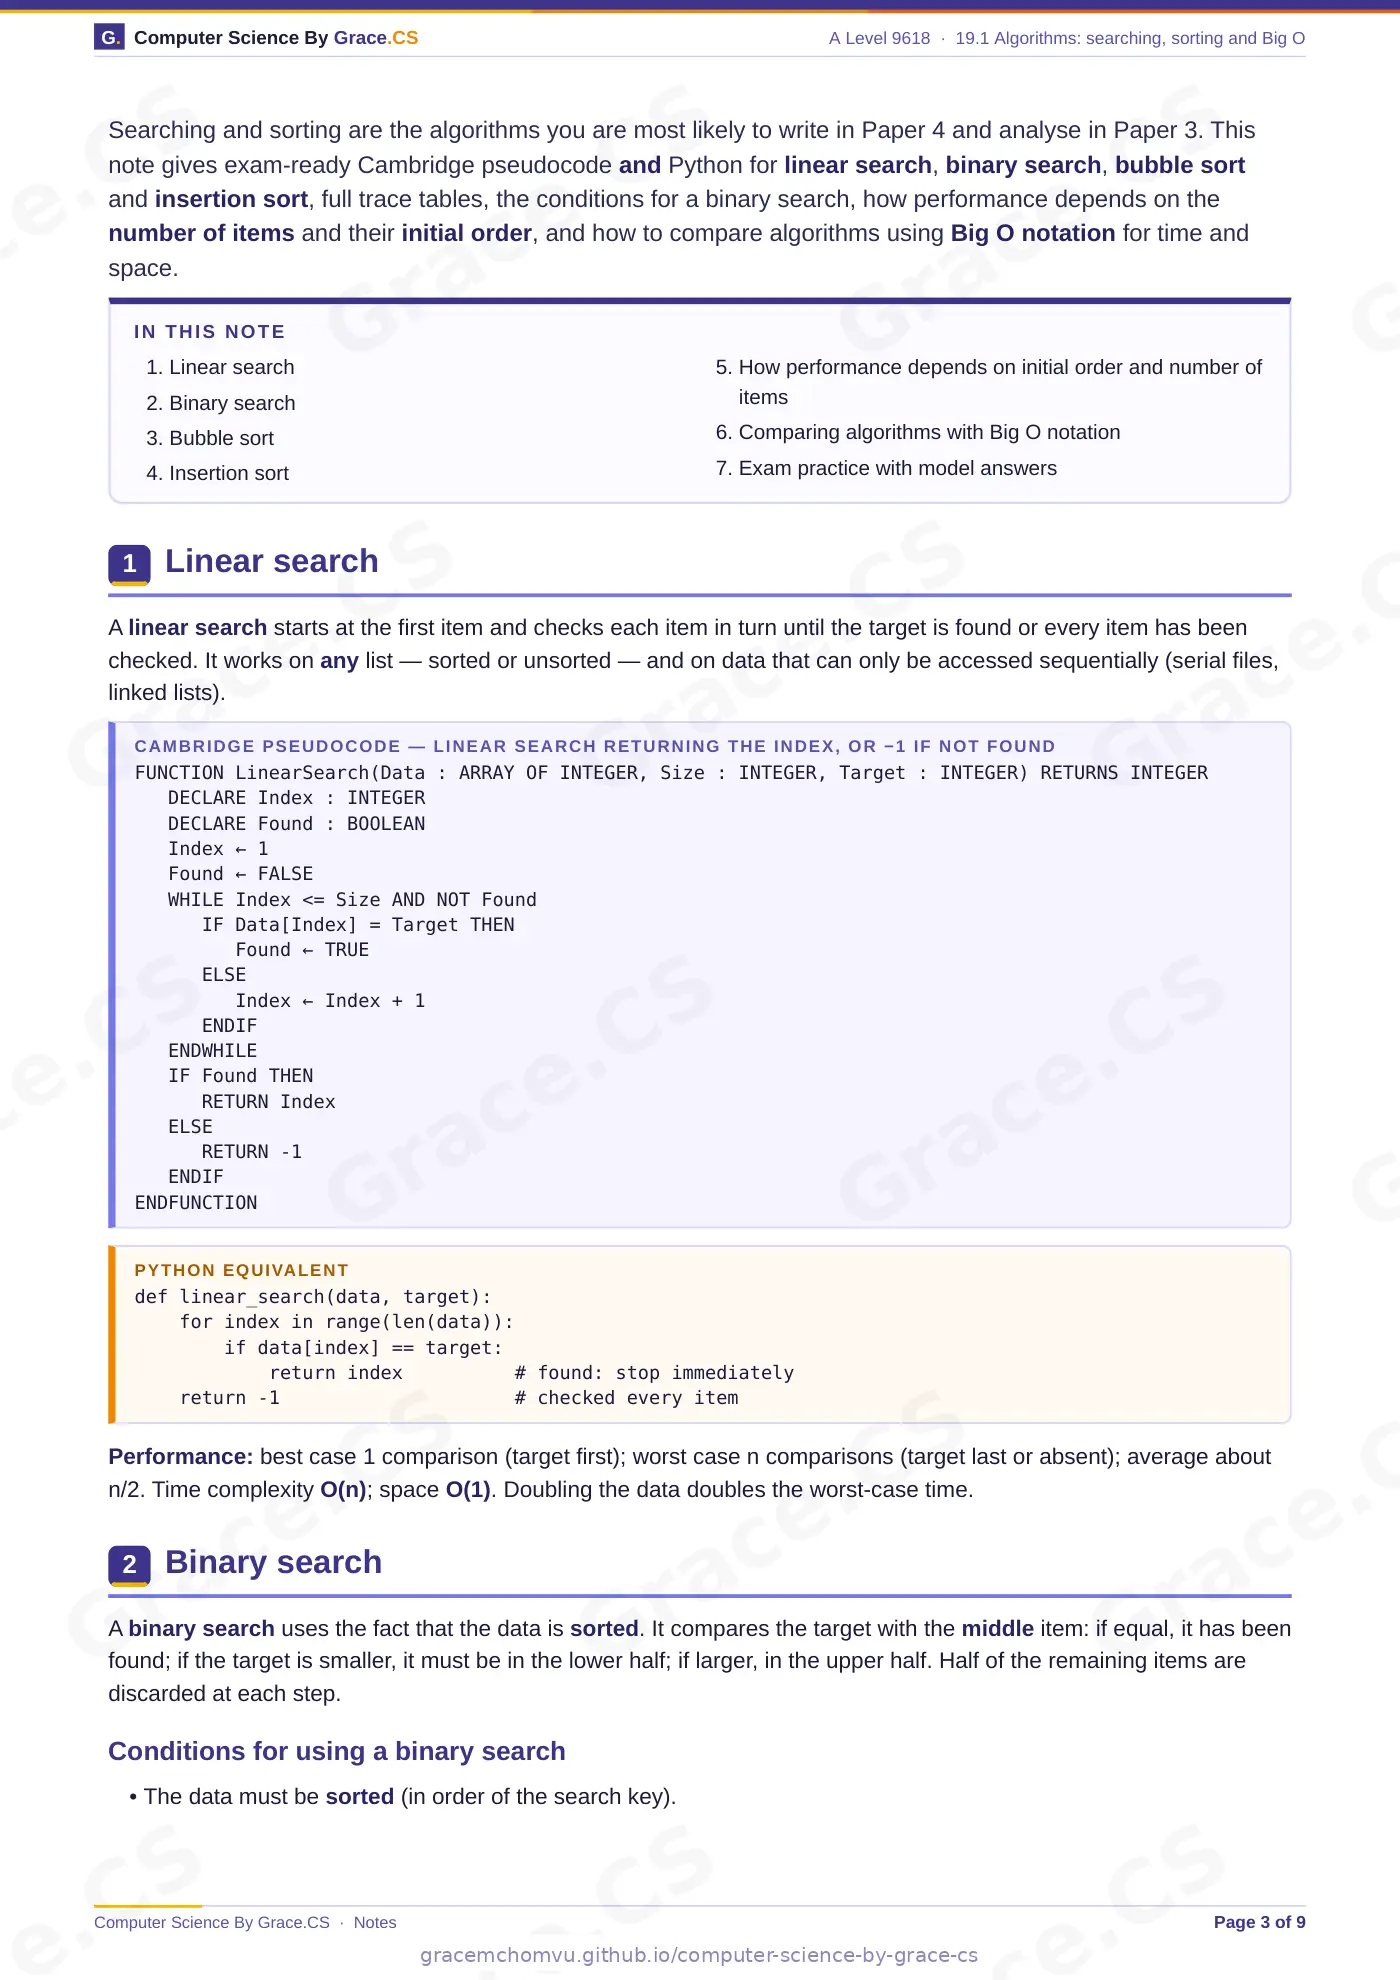 G. Computer Science By Grace.CS
A Level 9618 · 19.1 Algorithms: searching, sorting and Big O
Searching and sorting are the algorithms you are most likely to write in Paper 4 and analyse in Paper 3. This
note gives exam-ready Cambridge pseudocode and Python for linear search, binary search, bubble sort
and insertion sort, full trace tables, the conditions for a binary search, how performance depends on the
number of items and their initial order, and how to compare algorithms using Big O notation for time and
space.
IN THIS NOTE
1. Linear search
2. Binary search
3. Bubble sort
4. Insertion sort
5. How performance depends on initial order and number of
items
6. Comparing algorithms with Big O notation
7. Exam practice with model answers
1 Linear search
A linear search starts at the first item and checks each item in turn until the target is found or every item has been
checked. It works on any list — sorted or unsorted — and on data that can only be accessed sequentially (serial files,
linked lists).
CAMBRIDGE PSEUDOCODE — LINEAR SEARCH RETURNING THE INDEX, OR −1 IF NOT FOUND
FUNCTION LinearSearch(Data : ARRAY OF INTEGER, Size : INTEGER, Target : INTEGER) RETURNS INTEGER
   DECLARE Index : INTEGER
   DECLARE Found : BOOLEAN
   Index ← 1
   Found ← FALSE
   WHILE Index <= Size AND NOT Found
      IF Data[Index] = Target THEN
         Found ← TRUE
      ELSE
         Index ← Index + 1
      ENDIF
   ENDWHILE
   IF Found THEN
      RETURN Index
   ELSE
      RETURN -1
   ENDIF
ENDFUNCTION
PYTHON EQUIVALENT
def linear_search(data, target):
    for index in range(len(data)):
        if data[index] == target:
            return index          # found: stop immediately
    return -1                     # checked every item
Performance: best case 1 comparison (target first); worst case n comparisons (target last or absent); average about
n/2. Time complexity O(n); space O(1). Doubling the data doubles the worst-case time.
2 Binary search
A binary search uses the fact that the data is sorted. It compares the target with the middle item: if equal, it has been
found; if the target is smaller, it must be in the lower half; if larger, in the upper half. Half of the remaining items are
discarded at each step.
Conditions for using a binary search
• The data must be sorted (in order of the search key).
Computer Science By Grace.CS · Notes
Page 3 of 9
gracemchomvu.github.io/computer-science-by-grace-cs